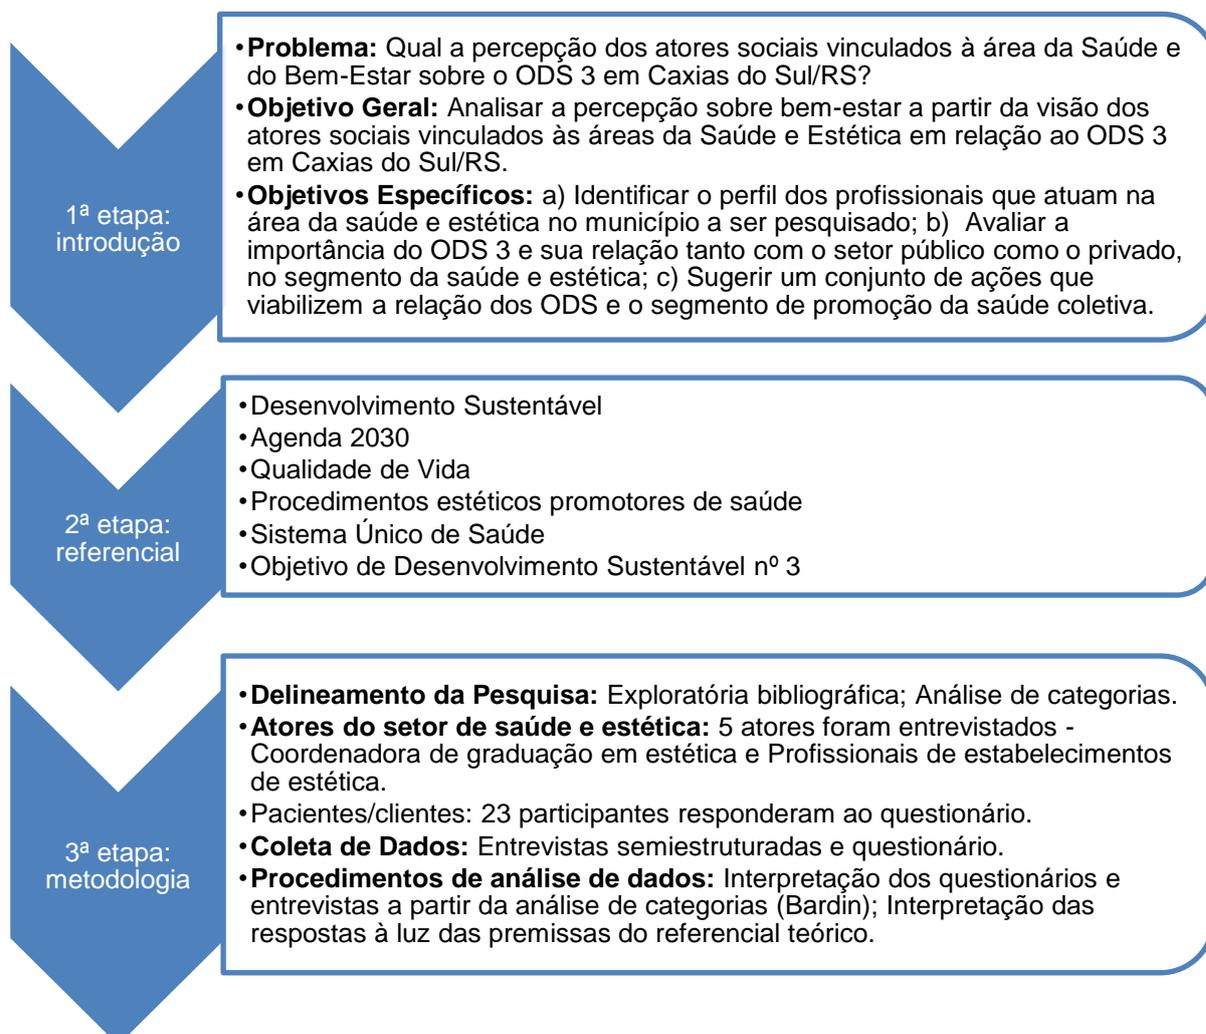 1ª etapa:
introdução
•Problema: Qual a percepção dos atores sociais vinculados à área da Saúde e
do Bem-Estar sobre o ODS 3 em Caxias do Sul/RS?
•Objetivo Geral: Analisar a percepção sobre bem-estar a partir da visão dos
atores sociais vinculados às áreas da Saúde e Estética em relação ao ODS 3
em Caxias do Sul/RS.
•Objetivos Específicos: a) Identificar o perfil dos profissionais que atuam na
área da saúde e estética no município a ser pesquisado; b) Avaliar a
importância do ODS 3 e sua relação tanto com o setor público como o privado,
no segmento da saúde e estética; c) Sugerir um conjunto de ações que
viabilizem a relação dos ODS e o segmento de promoção da saúde coletiva.
2ª etapa:
referencial
•Desenvolvimento Sustentável
•Agenda 2030
•Qualidade de Vida
•Procedimentos estéticos promotores de saúde
•Sistema Único de Saúde
•Objetivo de Desenvolvimento Sustentável nº 3
3ª etapa:
metodologia
•Delineamento da Pesquisa: Exploratória bibliográfica; Análise de categorias.
•Atores do setor de saúde e estética: 5 atores foram entrevistados -
Coordenadora de graduação em estética e Profissionais de estabelecimentos
de estética.
•Pacientes/clientes: 23 participantes responderam ao questionário.
•Coleta de Dados: Entrevistas semiestruturadas e questionário.
•Procedimentos de análise de dados: Interpretação dos questionários e
entrevistas a partir da análise de categorias (Bardin); Interpretação das
respostas à luz das premissas do referencial teórico.